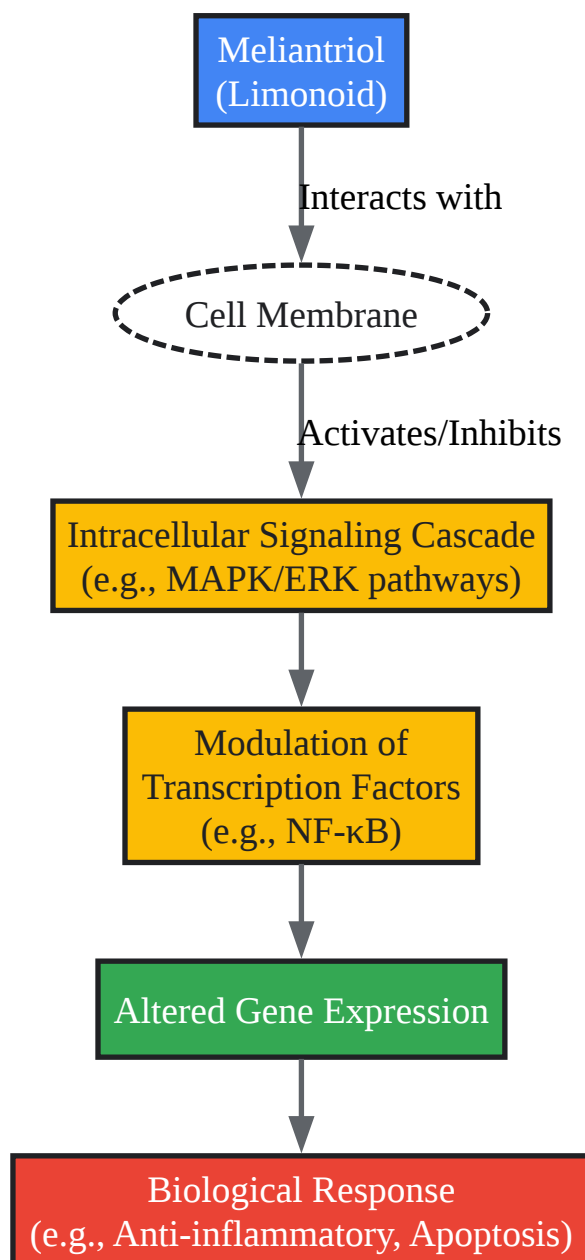 Meliantriol
(Limonoid)
Interacts with
Cell Membrane
Activates/Inhibits
Intracellular Signaling Cascade
(e.g., MAPK/ERK pathways)
Modulation of
Transcription Factors
(e.g., NF-κB)
Altered Gene Expression
Biological Response
(e.g., Anti-inflammatory, Apoptosis)